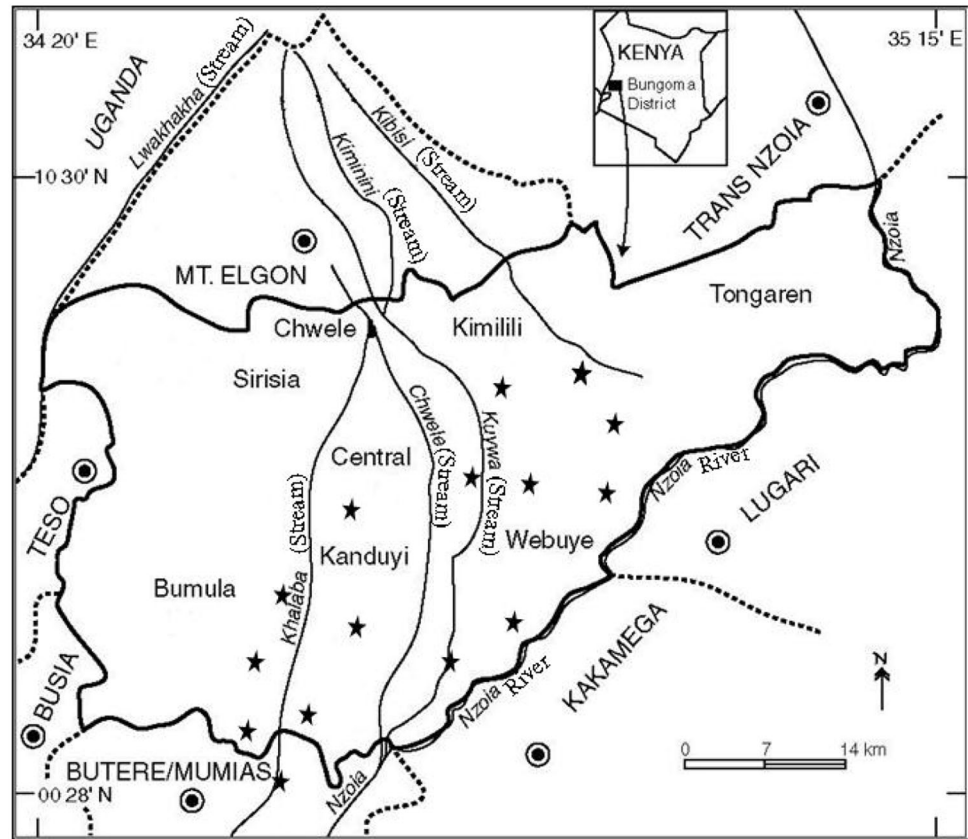 34 20' E
35 15' E
KENYA
Bungoma
District
UGANDA
Lwakhakha (Stream)
Kiminini (Stream)
Kibisi (Stream)
10 30' N
TRANS NZOIA
Nzoia
MT. ELGON
Tongaren
Chwele
Kimilili
Sirisia
Chwele (Stream)
Kuywa (Stream)
Central
Nzoia River
LUGARI
TESO
Khalaba (Stream)
Kanduyi
Webuye
Bumula
KAKAMEGA
N
BUSIA
Nzoia River
BUTERE/MUMIAS
Nzoia
0 7 14 km
00 28' N